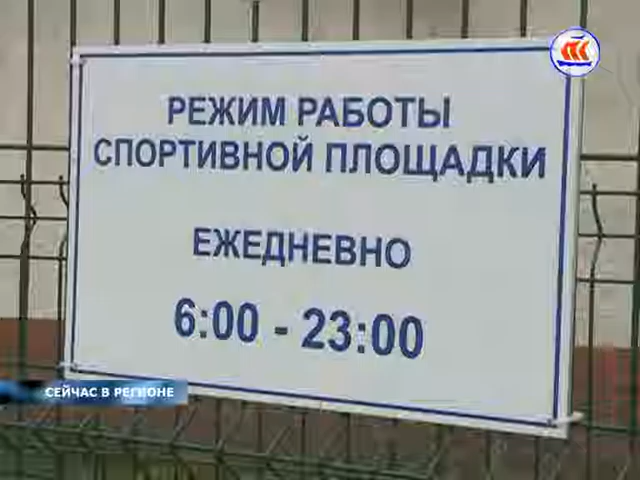 РЕЖИМ РАБОТЫ
СПОРТИВНОЙ ПЛОЩАДКИ
ЕЖЕДНЕВНО
6:00 - 23:00
СЕЙЧАС В РЕГИОНЕ